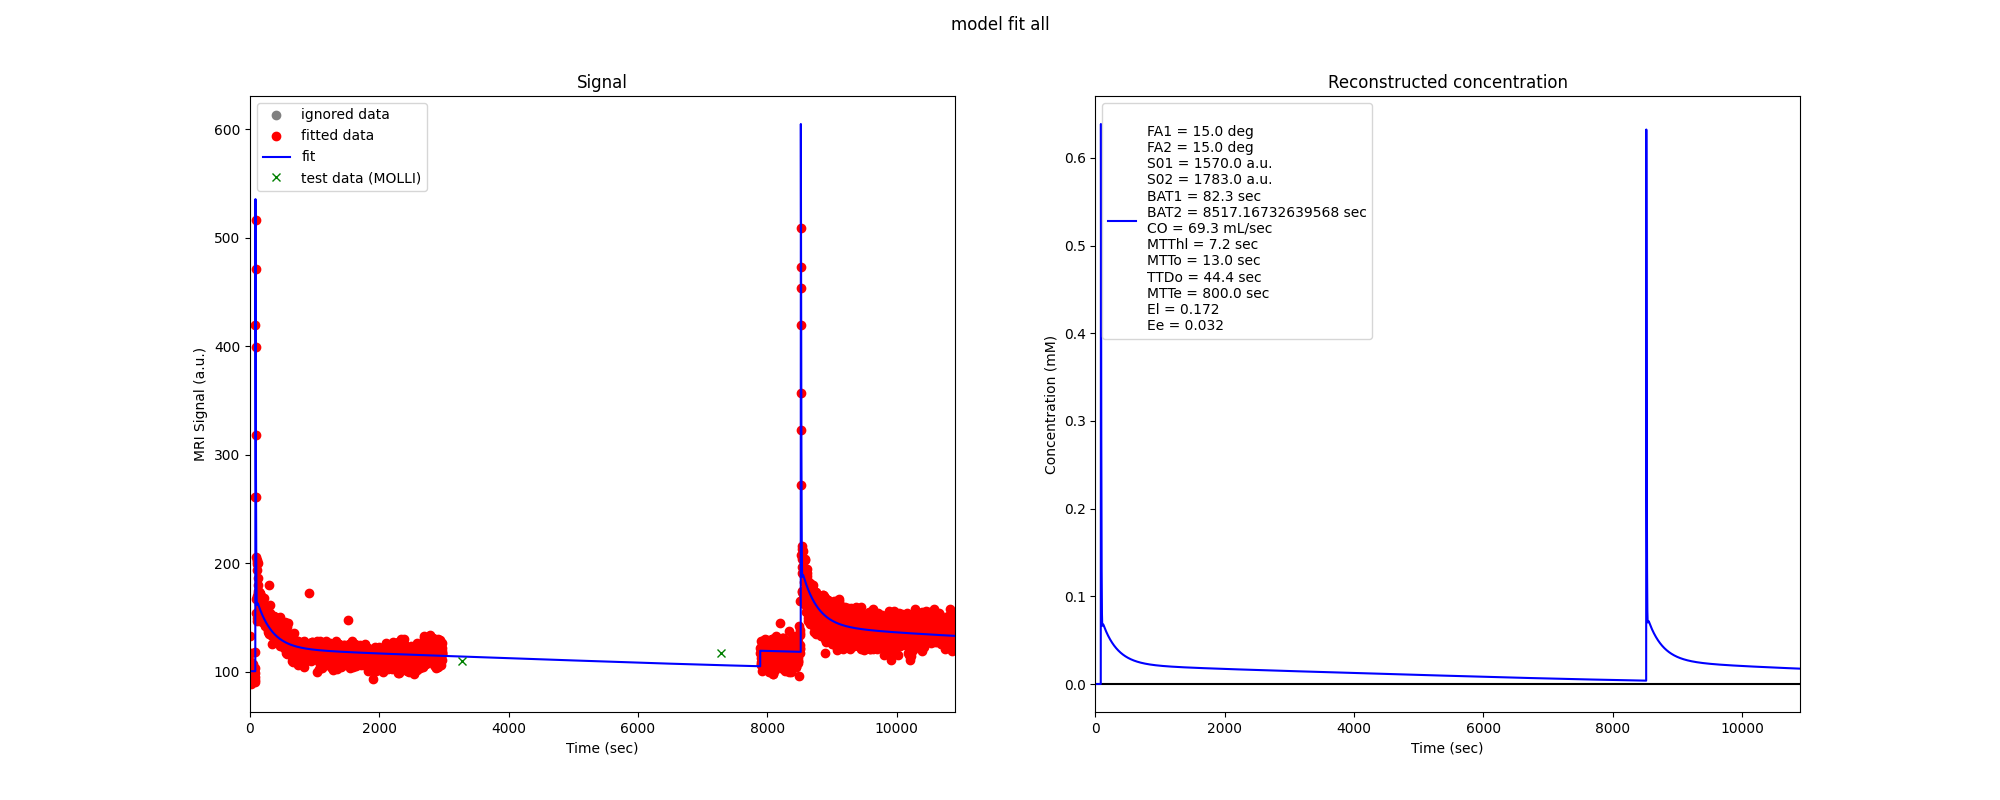 model fit all
Signal
600
500
400
300
200
100
MRI Signal (a.u.)
0
2000
4000
6000
8000
10000
Time (sec)
ignored data
fitted data
fit
test data (MOLLI)
Reconstructed concentration
0.6
0.5
0.4
0.3
0.2
0.1
0.0
Concentration (mM)
0
2000
4000
6000
8000
10000
Time (sec)
FA1 = 15.0 deg
FA2 = 15.0 deg
S01 = 1570.0 a.u.
S02 = 1783.0 a.u.
BAT1 = 82.3 sec
BAT2 = 8517.16732639568 sec
CO = 69.3 mL/sec
MTThl = 7.2 sec
MTTo = 13.0 sec
TTDo = 44.4 sec
MTTe = 800.0 sec
El = 0.172
Ee = 0.032